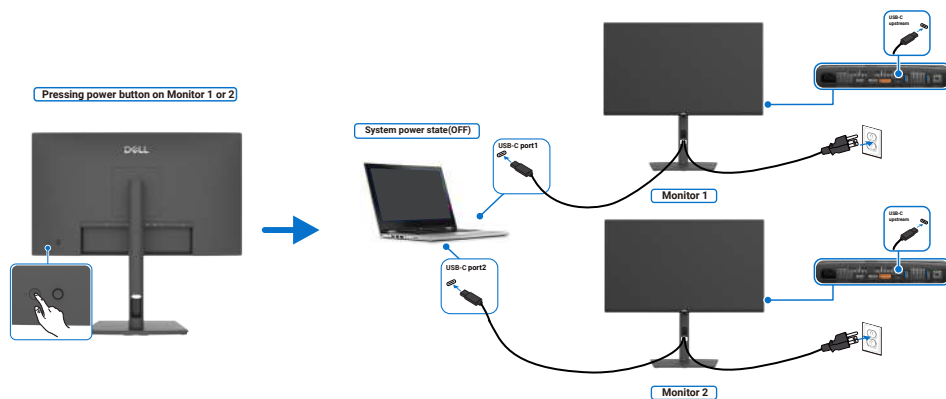 Pressing power button on Monitor 1 or 2
DELL
System power state(OFF)
USB-C port1
USB-C
upstream
Monitor 1
USB-C port2
USB-C
upstream
Monitor 2